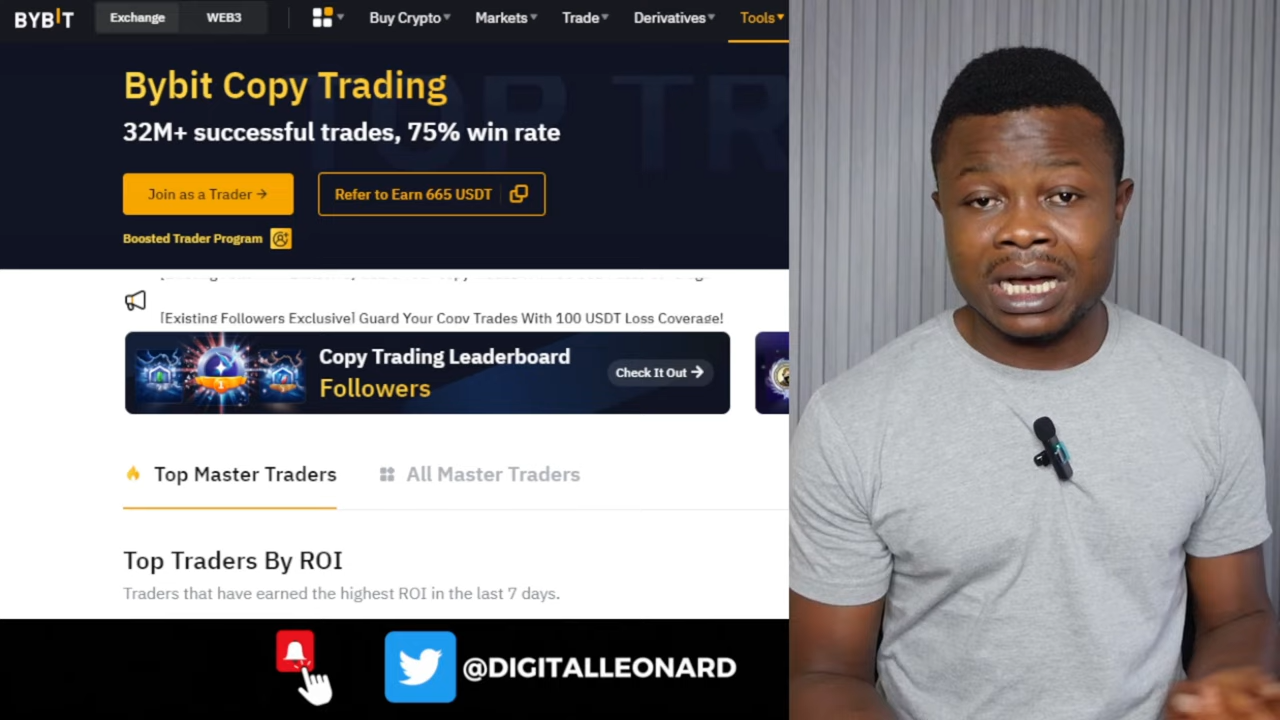 BYBIT
Exchange
WEB3
Buy Crypto
Markets
Trade
Derivatives
Tools
Bybit Copy Trading
32M+ successful trades, 75% win rate
Join as a Trader →
Refer to Earn 665 USDT
Boosted Trader Program
[Existing Followers Exclusive] Guard Your Copy Trades With 100 USDT Loss Coverage!
Copy Trading Leaderboard
Followers
Check It Out →
Top Master Traders
All Master Traders
Top Traders By ROI
Traders that have earned the highest ROI in the last 7 days.
@DIGITALLEONARD